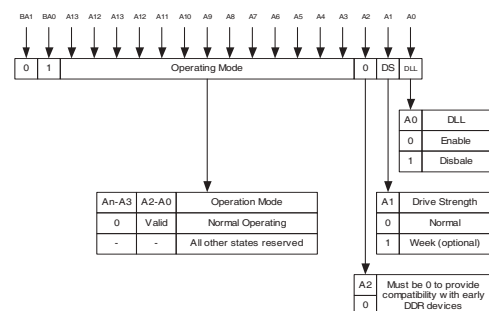 BA1 BA0 A13 A12 A13 A12 A11 A10 A9 A8 A7 A6 A5 A4 A3 A2 A1 A0
0 1 Operating Mode 0 DS DLL
A0 DLL
0 Enable
1 Disbale
An-A3 A2-A0 Operation Mode
0 Valid Normal Operating
- - All other states reserved
A1 Drive Strength
0 Normal
1 Week (optional)
A2 Must be 0 to provide
compatibility with early
0 DDR devices